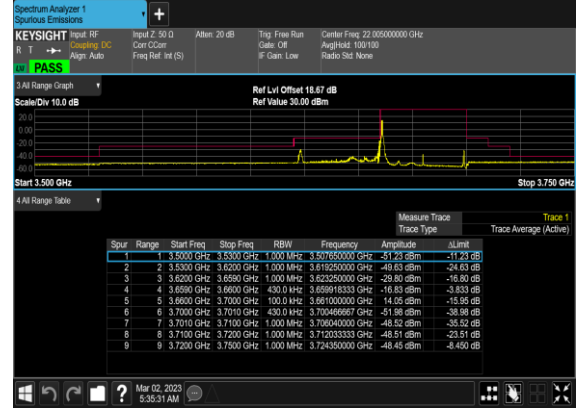 Spectrum Analyzer 1
Spurious Emissions
+
KEYSIGHT Input: RF Input Z: 50 Ω Atten: 20 dB Trig: Free Run Center Freq: 22.005000000 GHz
R T Coupling: DC Corr CCorr Gate: Off Avg|Hold: 100/100
Align: Auto Freq Ref: Int (S) IF Gain: Low Radio Std: None
LNI PASS
3 All Range Graph
Ref Lvl Offset 18.67 dB
Scale/Div 10.0 dB Ref Value 30.00 dBm
20.0
0.00
-20.0
-40.0
-60.0
Start 3.500 GHz Stop 3.750 GHz
4 All Range Table
Measure Trace Trace 1
Trace Type Trace Average (Active)
Spur Range Start Freq Stop Freq RBW Frequency Amplitude ΔLimit
1 1 3.5000 GHz 3.5300 GHz 1.000 MHz 3.507650000 GHz -51.23 dBm -11.23 dB
2 2 3.5300 GHz 3.6200 GHz 1.000 MHz 3.619250000 GHz -49.63 dBm -24.63 dB
3 3 3.6200 GHz 3.6590 GHz 1.000 MHz 3.623250000 GHz -29.80 dBm -16.80 dB
4 4 3.6590 GHz 3.6600 GHz 430.0 kHz 3.659918333 GHz -16.83 dBm -3.833 dB
5 5 3.6600 GHz 3.7000 GHz 100.0 kHz 3.661000000 GHz 14.05 dBm -15.95 dB
6 6 3.7000 GHz 3.7010 GHz 430.0 kHz 3.700466667 GHz -51.98 dBm -38.98 dB
7 7 3.7010 GHz 3.7100 GHz 1.000 MHz 3.706040000 GHz -48.52 dBm -35.52 dB
8 8 3.7100 GHz 3.7200 GHz 1.000 MHz 3.712033333 GHz -48.51 dBm -23.51 dB
9 9 3.7200 GHz 3.7500 GHz 1.000 MHz 3.724350000 GHz -48.45 dBm -8.450 dB
? Mar 02, 2023
5:35:31 AM